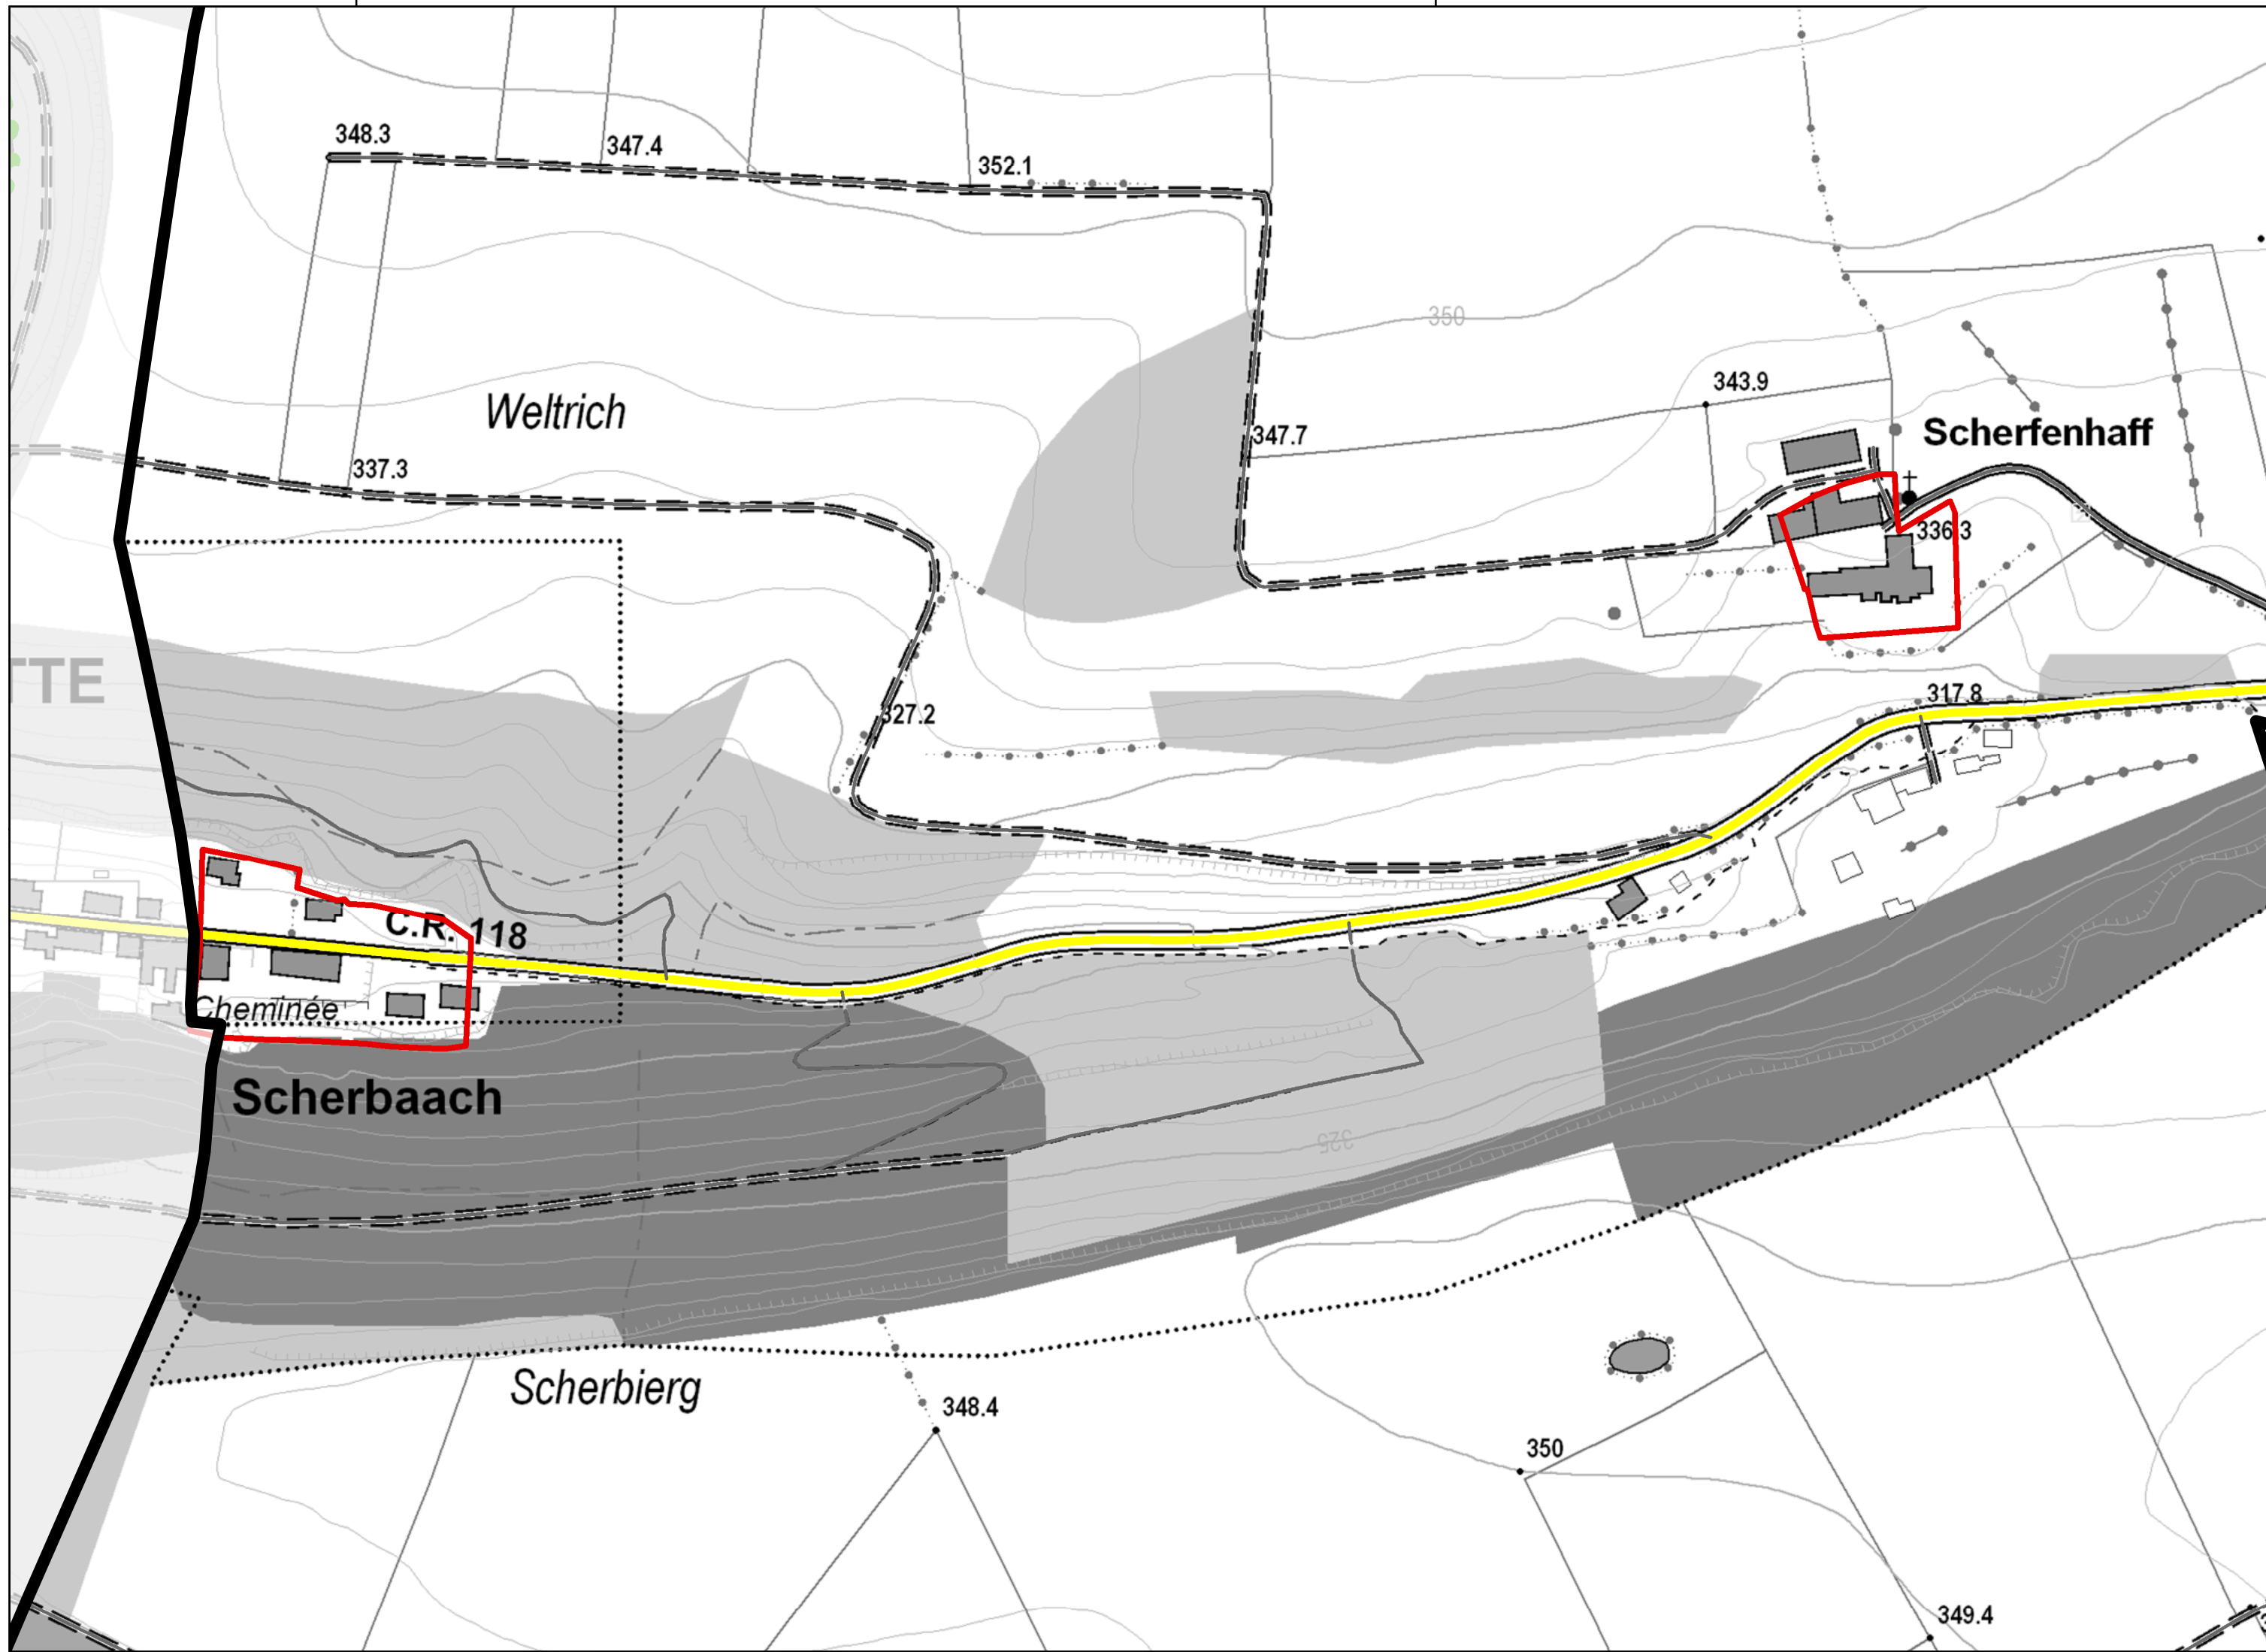 348.3
347.4
352.1
350
343.9
Weltrich
347.7
Scherfenhaff
337.3
336.3
TTE
317.8
327.2
C.R. 118
Cheminée
Scherbaach
325
Scherbierg
348.4
350
349.4